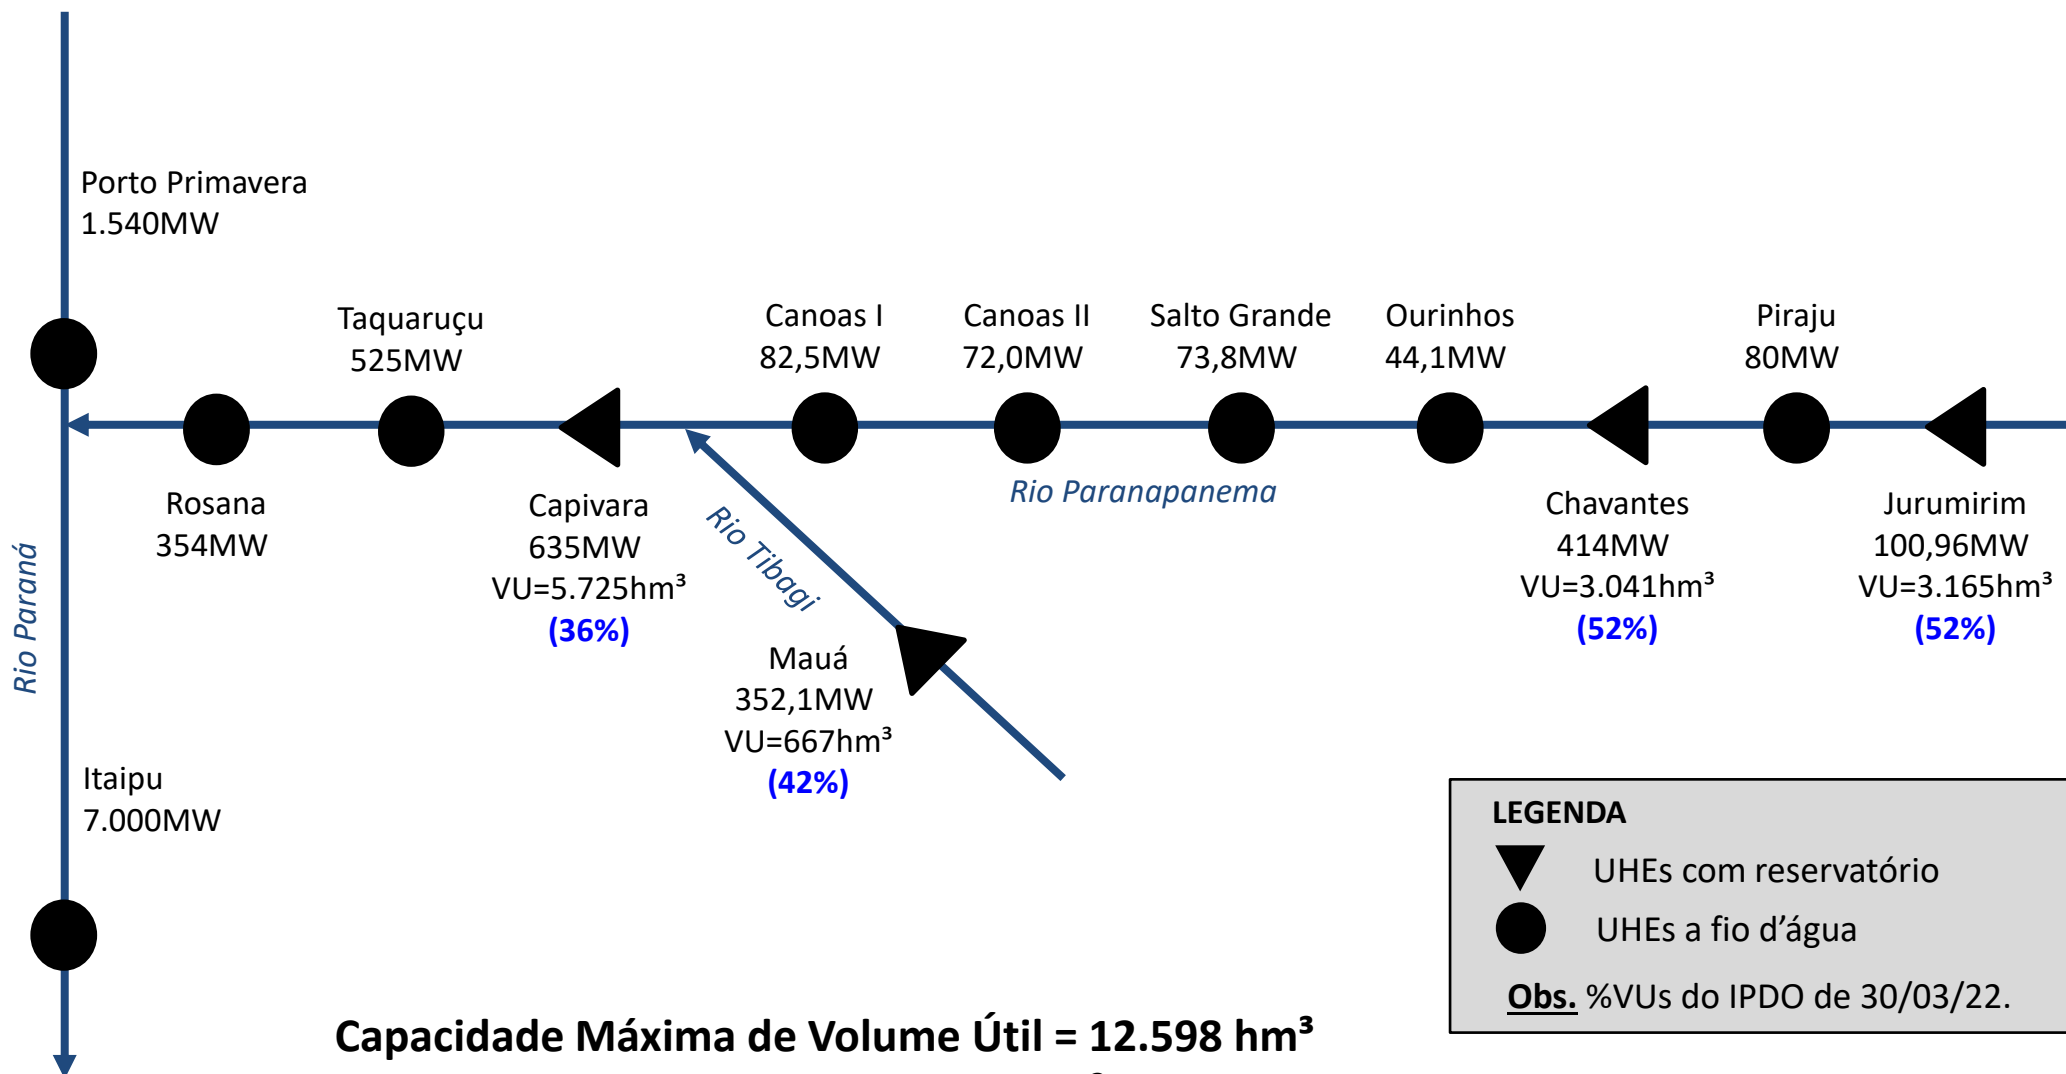 Porto Primavera
1.540MW
Taquaruçu
525MW
Canoas I
82,5MW
Canoas II
72,0MW
Salto Grande
73,8MW
Ourinhos
44,1MW
Piraju
80MW
Rosana
354MW
Capivara
635MW
VU=5.725hm³
(36%)
Rio Tibagi
Rio Paranapanema
Chavantes
414MW
VU=3.041hm³
(52%)
Jurumirim
100,96MW
VU=3.165hm³
(52%)
Rio Paraná
Mauá
352,1MW
VU=667hm³
(42%)
Itaipu
7.000MW
LEGENDA
UHEs com reservatório
UHEs a fio d’água
Obs. %VUs do IPDO de 30/03/22.
Capacidade Máxima de Volume Útil = 12.598 hm³